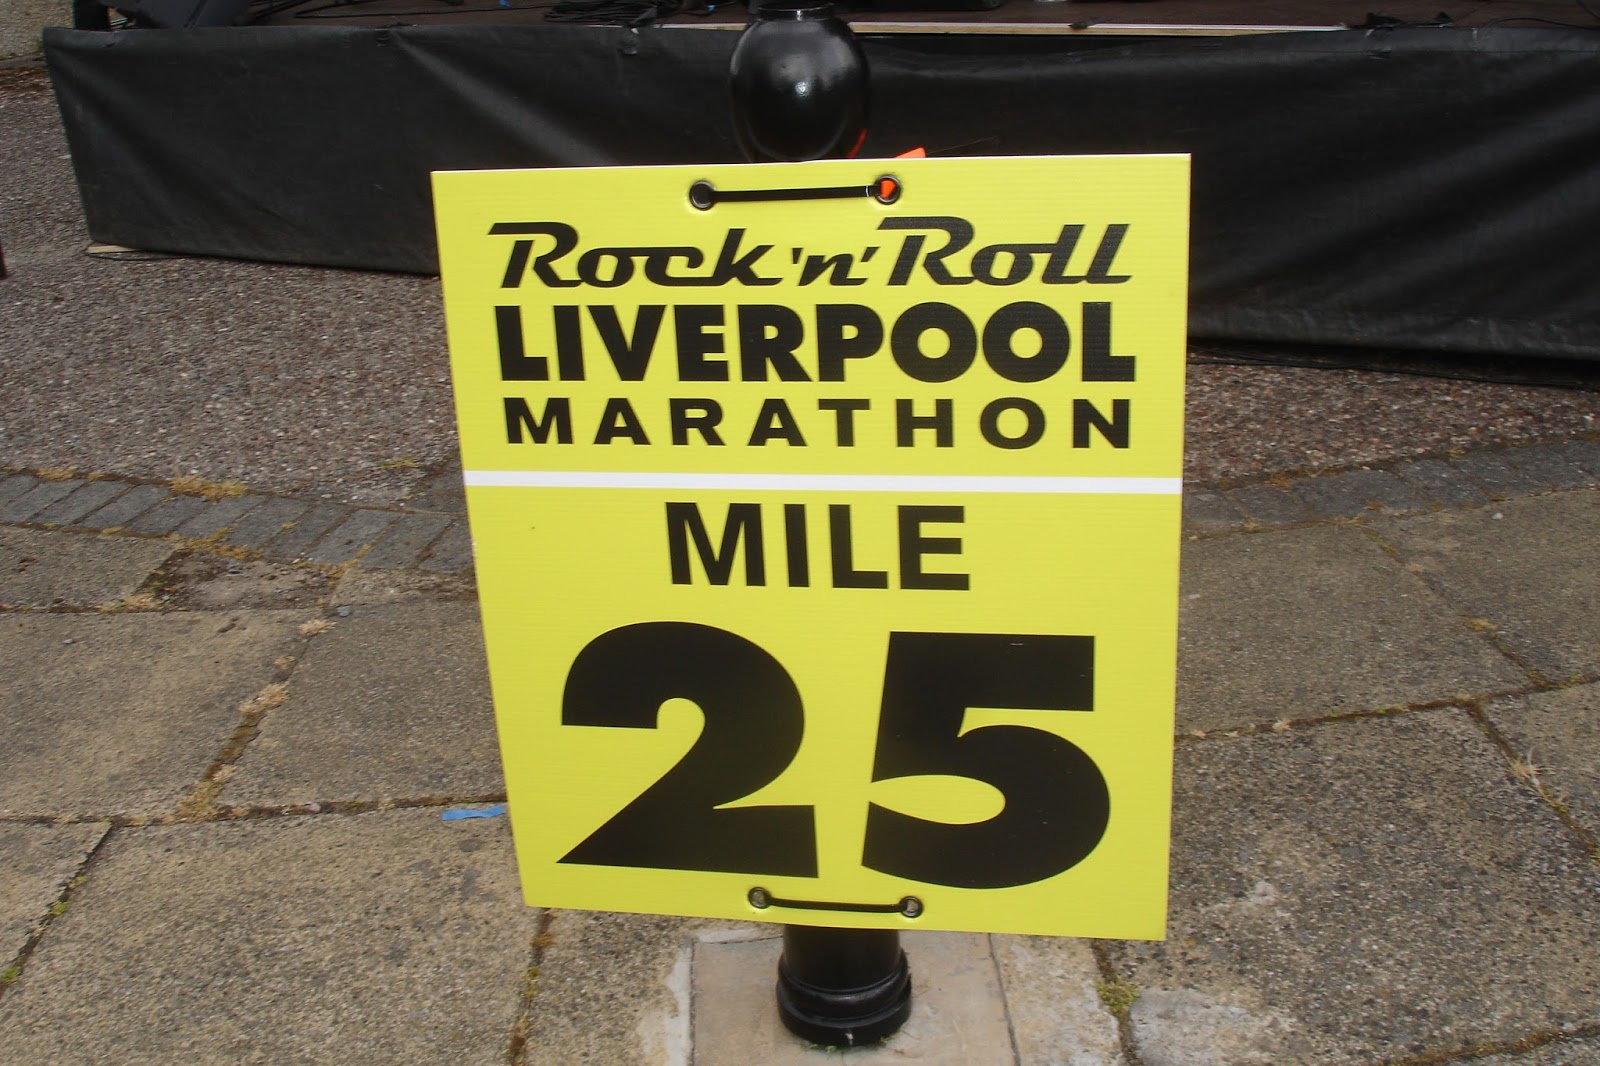 Rock 'n' Roll
LIVERPOOL
MARATHON
MILE
25